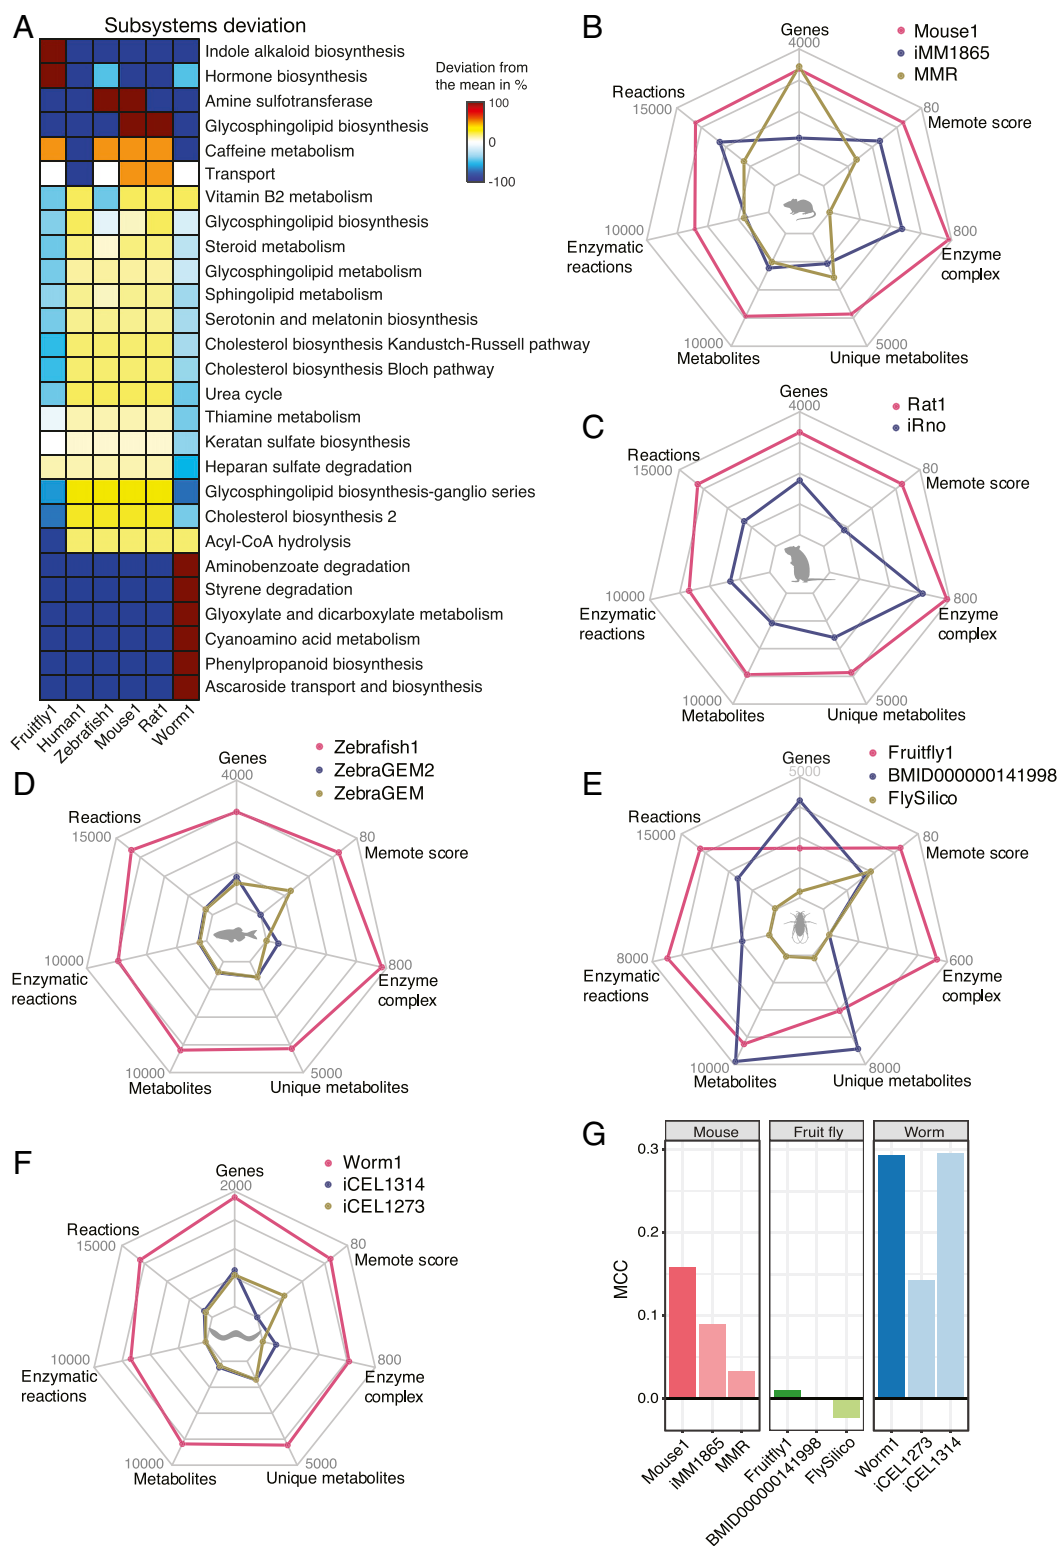 A
Subsystems deviation
Indole alkaloid biosynthesis
Hormone biosynthesis
Amine sulfotransferase
Glycosphingolipid biosynthesis
Caffeine metabolism
Transport
Vitamin B2 metabolism
Glycosphingolipid biosynthesis
Steroid metabolism
Glycosphingolipid metabolism
Sphingolipid metabolism
Serotonin and melatonin biosynthesis
Cholesterol biosynthesis Kandustch-Russell pathway
Cholesterol biosynthesis Bloch pathway
Urea cycle
Thiamine metabolism
Keratan sulfate biosynthesis
Heparan sulfate degradation
Glycosphingolipid biosynthesis-ganglio series
Cholesterol biosynthesis 2
Acyl-CoA hydrolysis
Aminobenzoate degradation
Styrene degradation
Glyoxylate and dicarboxylate metabolism
Cyanoamino acid metabolism
Phenylpropanoid biosynthesis
Ascaroside transport and biosynthesis
Fruitfly1
Human1
Zebrafish1
Mouse1
Rat1
Worm1
Deviation from
the mean in %
100
0
-100
B
Mouse1
iMM1865
MMR
Genes
4000
80
Memote score
800
Enzyme
complex
5000
Unique metabolites
10000
Metabolites
10000
Enzymatic
reactions
Reactions
15000
C
Rat1
iRno
Genes
4000
80
Memote score
800
Enzyme
complex
5000
Unique metabolites
10000
Metabolites
10000
Enzymatic
reactions
Reactions
15000
D
Zebrafish1
ZebraGEM2
ZebraGEM
Genes
4000
80
Memote score
800
Enzyme
complex
5000
Unique metabolites
10000
Metabolites
10000
Enzymatic
reactions
Reactions
15000
E
Fruitfly1
BMID000000141998
FlySilico
Genes
5000
80
Memote score
600
Enzyme
complex
8000
Unique metabolites
10000
Metabolites
8000
Enzymatic
reactions
Reactions
15000
F
Worm1
iCEL1314
iCEL1273
Genes
2000
80
Memote score
800
Enzyme
complex
5000
Unique metabolites
10000
Metabolites
10000
Enzymatic
reactions
Reactions
15000
G
Mouse
Fruit fly
Worm
MCC
0.3
0.2
0.1
0.0
Mouse1
iMM1865
MMR
Fruitfly1
BMID000000141998
FlySilico
Worm1
iCEL1273
iCEL1314